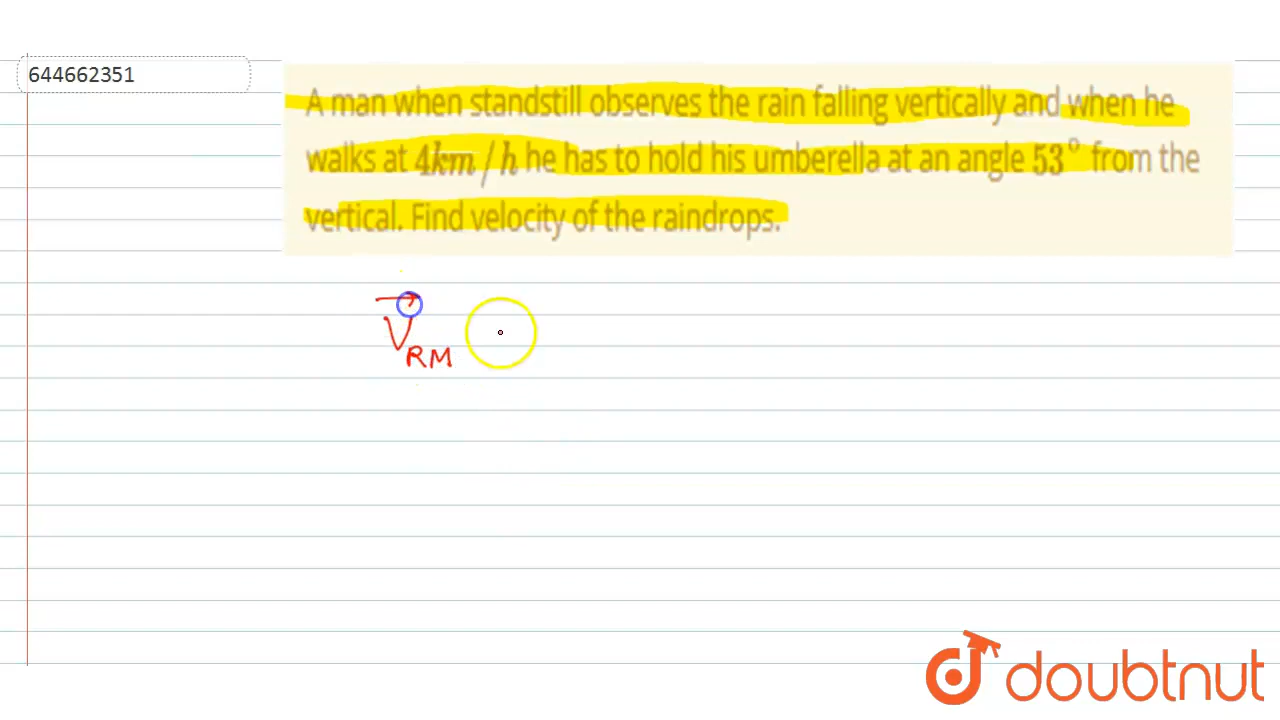 644662351
A man when standstill observes the rain falling vertically and when he
walks at 4km/h he has to hold his umberella at an angle 53° from the
vertical. Find velocity of the raindrops.
V⃗RM
doubtnut